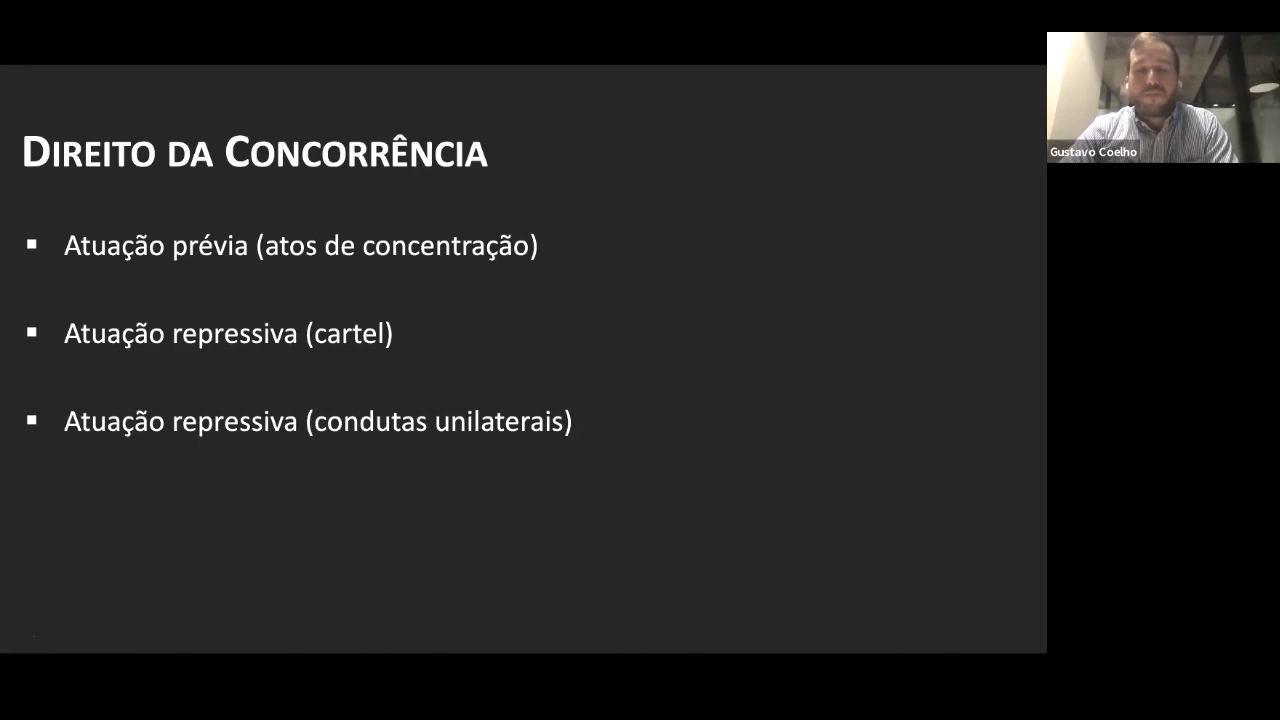 DIREITO DA CONCORRÊNCIA
▪ Atuação prévia (atos de concentração)
▪ Atuação repressiva (cartel)
▪ Atuação repressiva (condutas unilaterais)
Gustavo Coelho